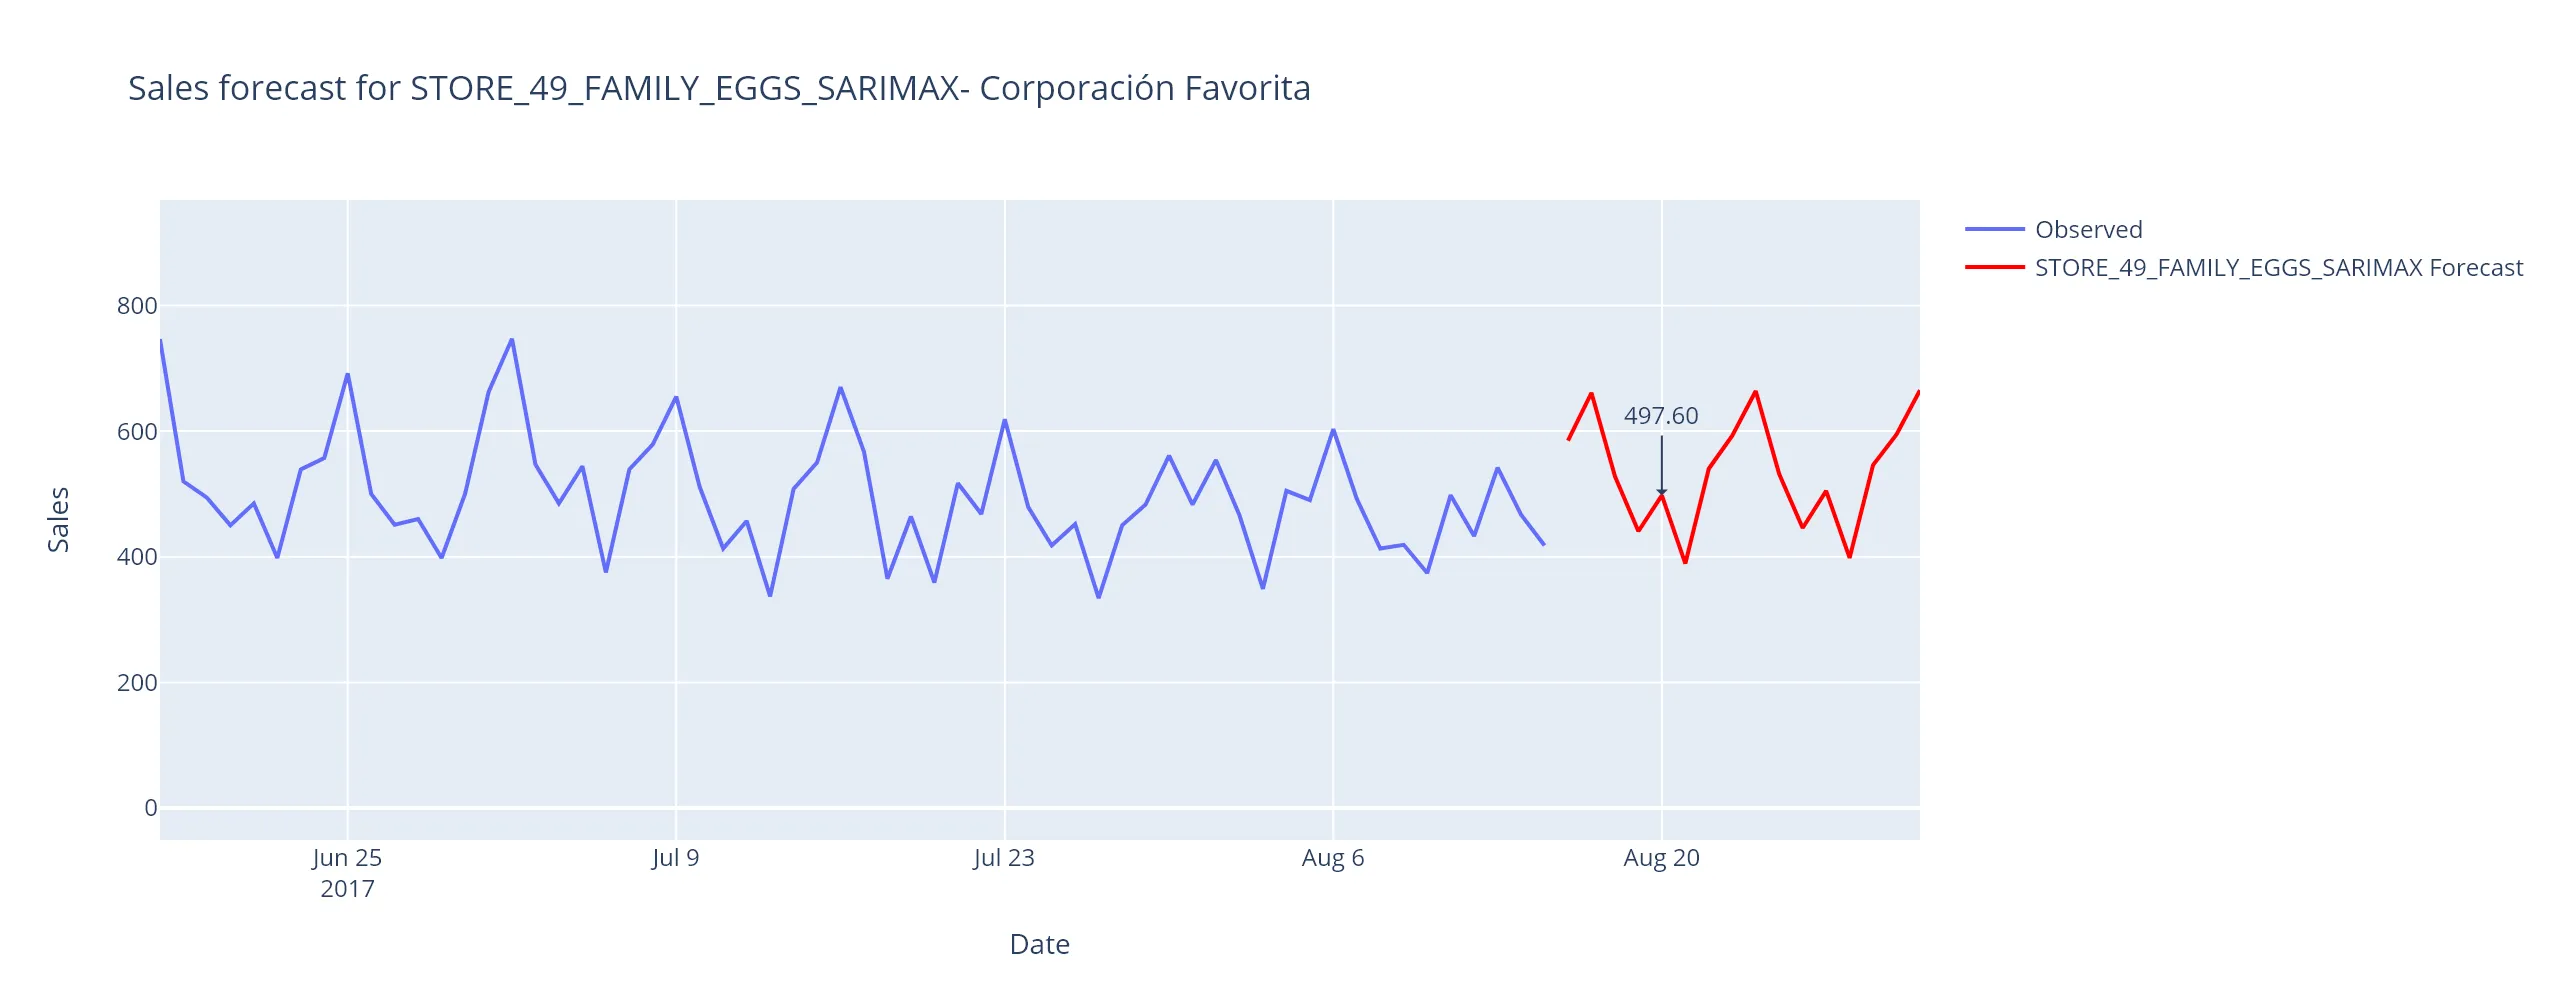 Sales forecast for STORE_49_FAMILY_EGGS_SARIMAX- Corporación Favorita
Observed
STORE_49_FAMILY_EGGS_SARIMAX Forecast
800
600
400
200
0
Sales
497.60
Jun 25
2017
Jul 9
Jul 23
Aug 6
Aug 20
Date